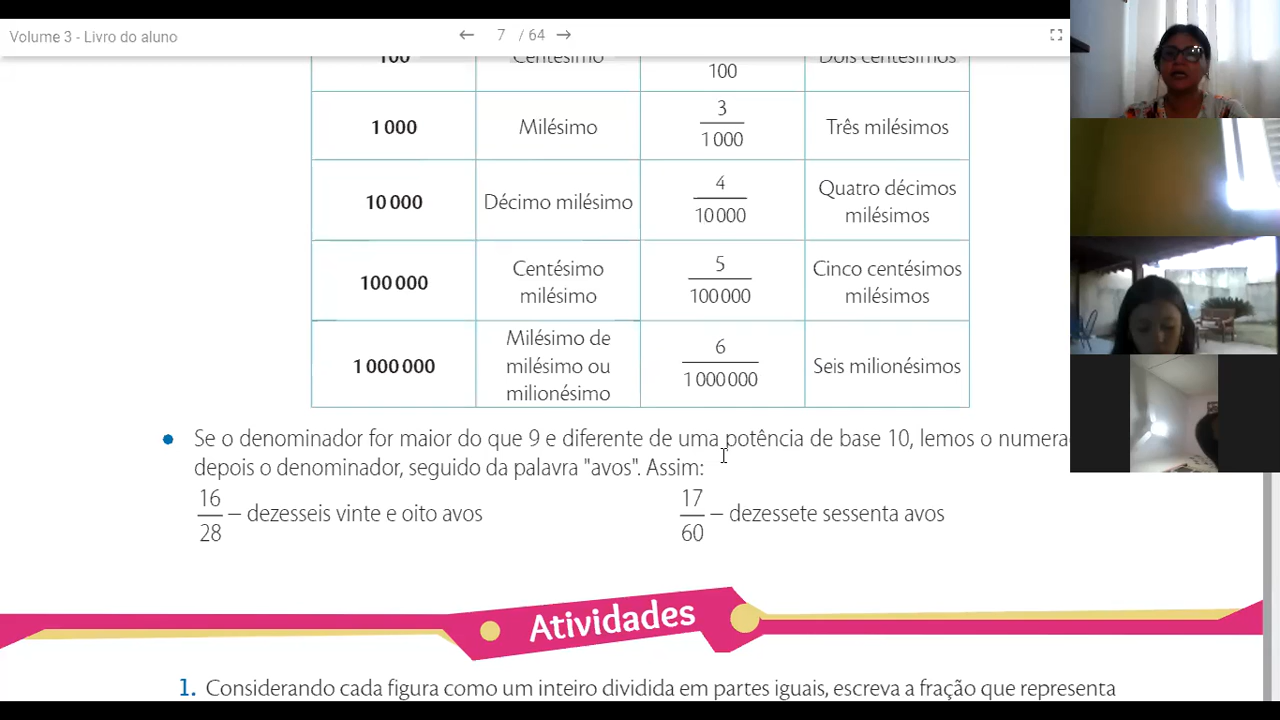 Volume 3 - Livro do aluno
7 / 64
100 Centésimo 100 Dois centésimos
1 000 Milésimo 3/1 000 Três milésimos
10 000 Décimo milésimo 4/10 000 Quatro décimos milésimos
100 000 Centésimo milésimo 5/100 000 Cinco centésimos milésimos
1 000 000 Milésimo de milésimo ou milionésimo 6/1 000 000 Seis milionésimos
Se o denominador for maior do que 9 e diferente de uma potência de base 10, lemos o
depois o denominador, seguido da palavra "avos". Assim:
16/28 – dezesseis vinte e oito avos 17/60 – dezessete sessenta avos
Atividades
1. Considerando cada figura como um inteiro dividida em partes iguais, escreva a fração que representa